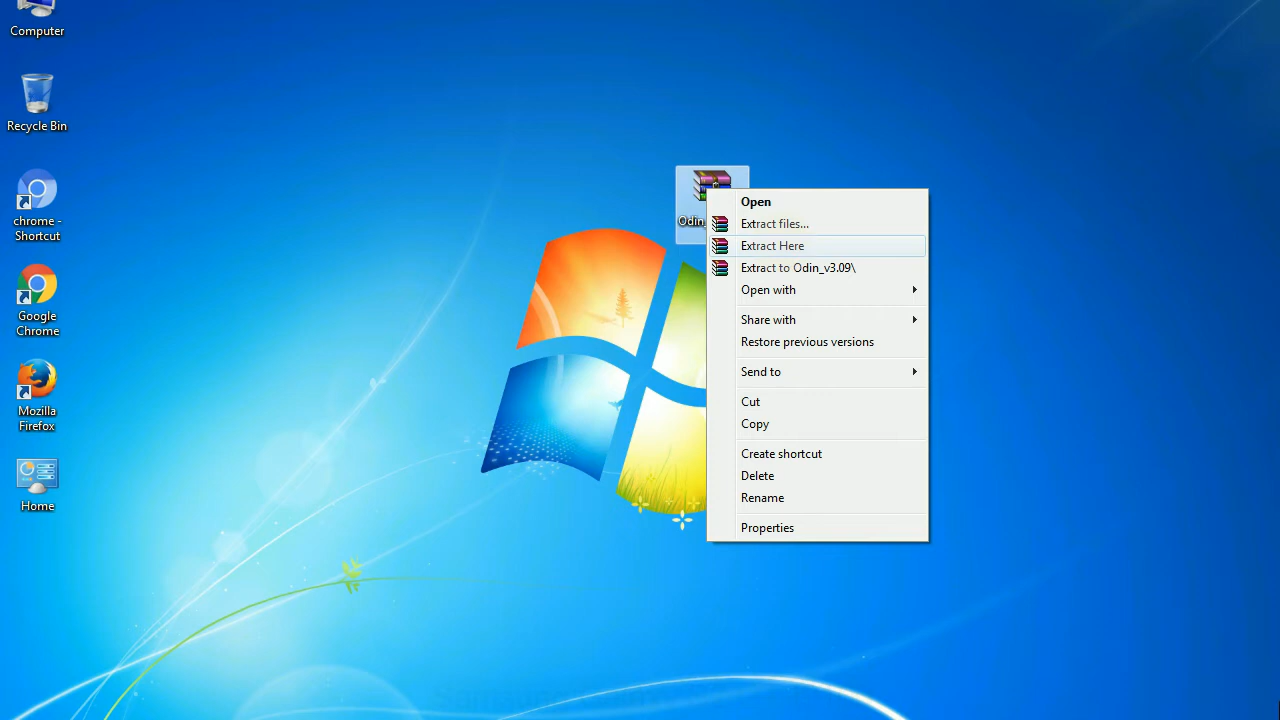 Computer
Recycle Bin
chrome -
Shortcut
Google
Chrome
Mozilla
Firefox
Home
Odin_
Open
Extract files...
Extract Here
Extract to Odin_v3.09\
Open with
Share with
Restore previous versions
Send to
Cut
Copy
Create shortcut
Delete
Rename
Properties